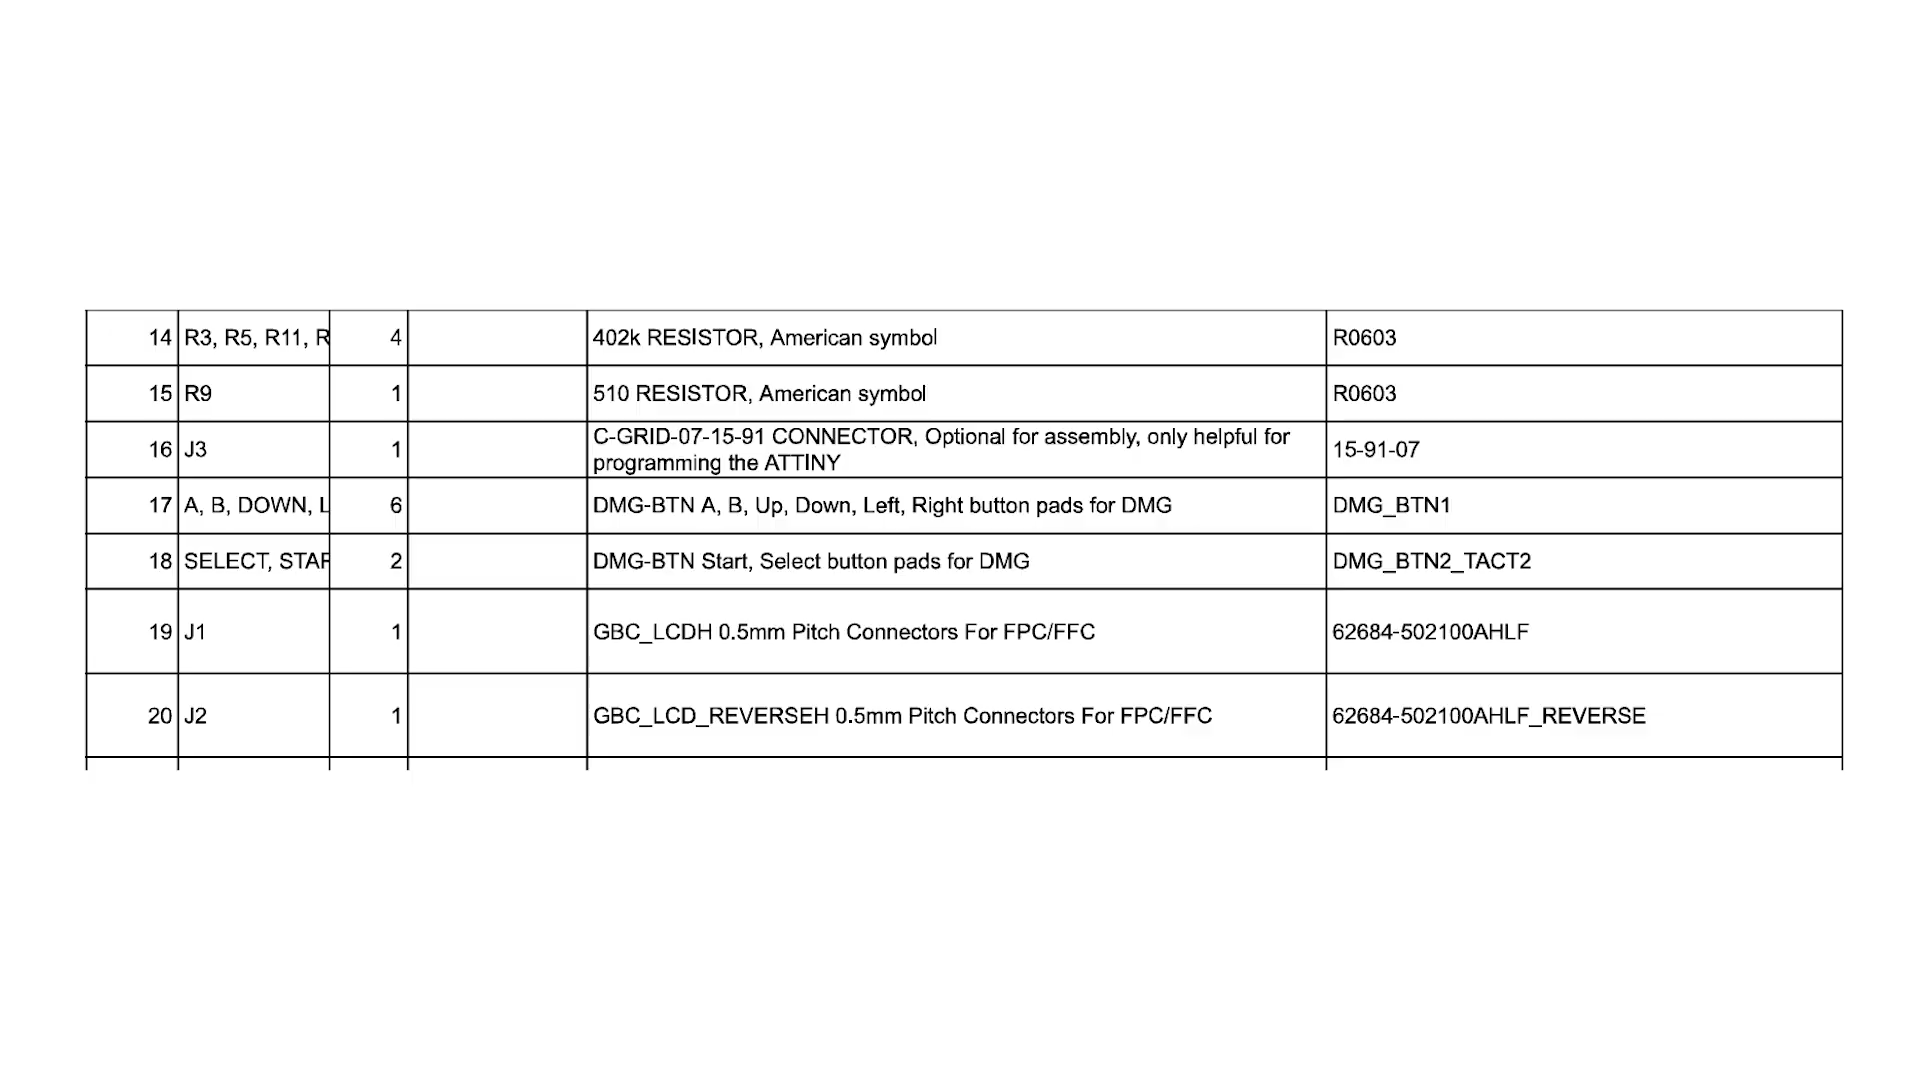 14 R3, R5, R11, R 4 402k RESISTOR, American symbol R0603
15 R9 1 510 RESISTOR, American symbol R0603
16 J3 1 C-GRID-07-15-91 CONNECTOR, Optional for assembly, only helpful for
programming the ATTINY 15-91-07
17 A, B, DOWN, L 6 DMG-BTN A, B, Up, Down, Left, Right button pads for DMG DMG_BTN1
18 SELECT, STAR 2 DMG-BTN Start, Select button pads for DMG DMG_BTN2_TACT2
19 J1 1 GBC_LCDH 0.5mm Pitch Connectors For FPC/FFC 62684-502100AHLF
20 J2 1 GBC_LCD_REVERSEH 0.5mm Pitch Connectors For FPC/FFC 62684-502100AHLF_REVERSE